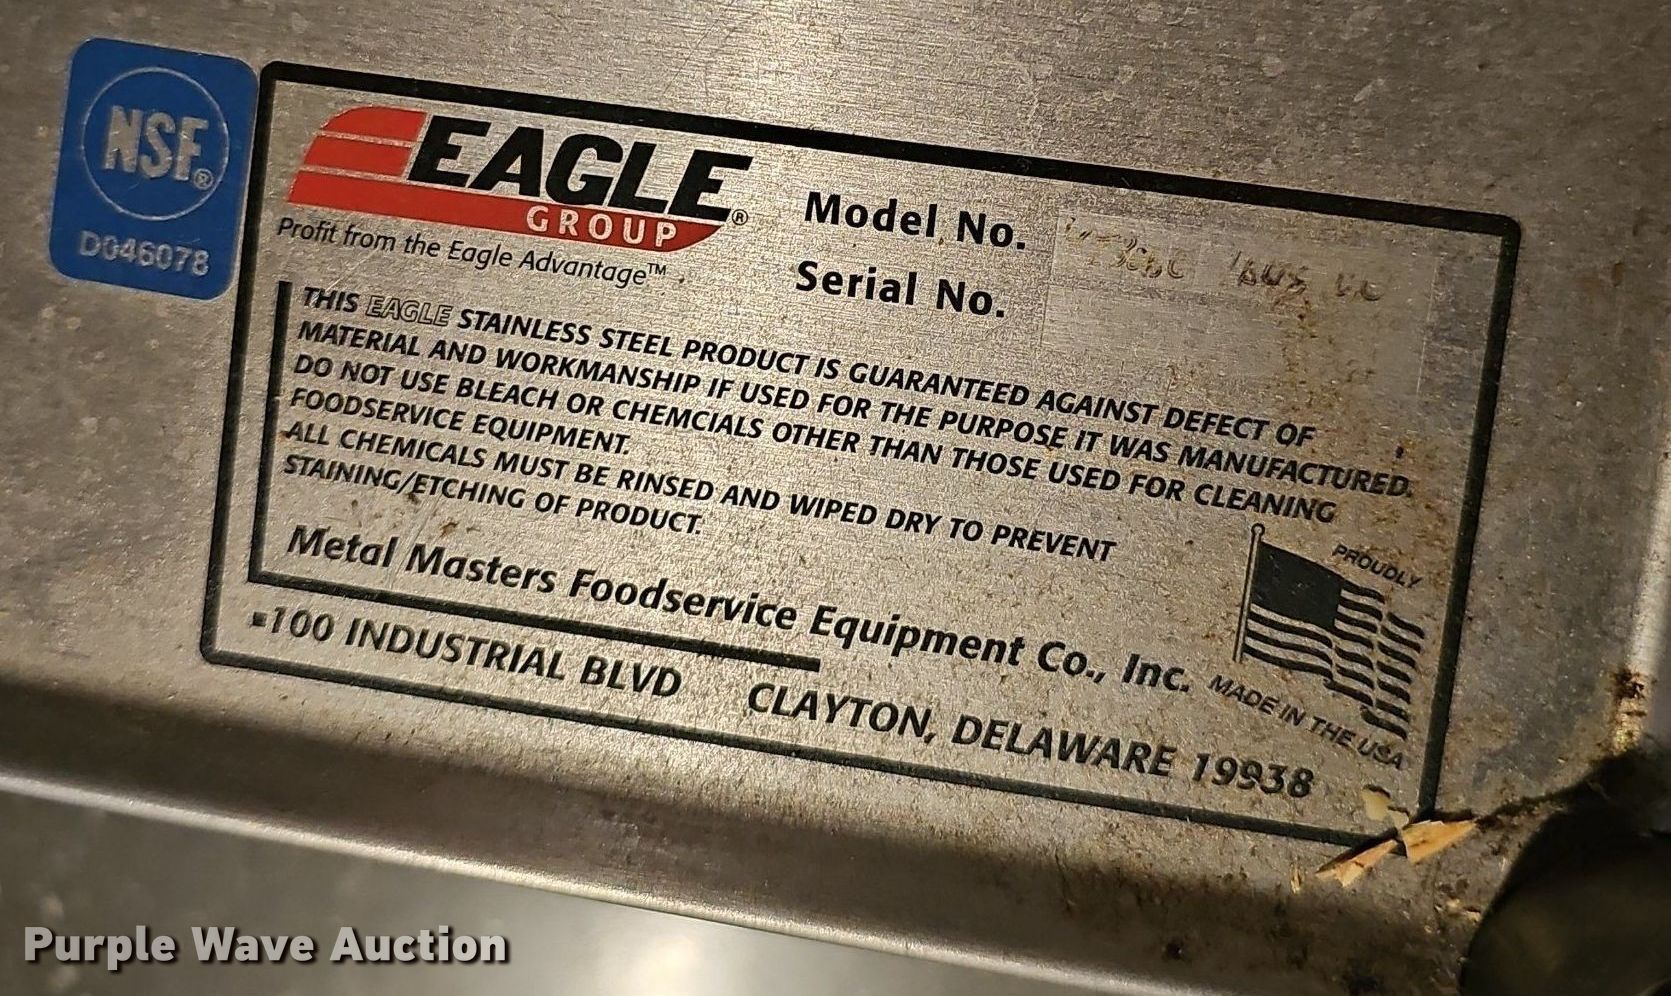 NSF®
D046078
EAGLE®
GROUP
Profit from the Eagle Advantage™
Model No.
Serial No.
THIS EAGLE STAINLESS STEEL PRODUCT IS GUARANTEED AGAINST DEFECT OF
MATERIAL AND WORKMANSHIP IF USED FOR THE PURPOSE IT WAS MANUFACTURED.
DO NOT USE BLEACH OR CHEMCIALS OTHER THAN THOSE USED FOR CLEANING
FOODSERVICE EQUIPMENT.
ALL CHEMICALS MUST BE RINSED AND WIPED DRY TO PREVENT
STAINING/ETCHING OF PRODUCT.
Metal Masters Foodservice Equipment Co., Inc.
100 INDUSTRIAL BLVD CLAYTON, DELAWARE 19938
PROUDLY
MADE IN THE USA
Purple Wave Auction